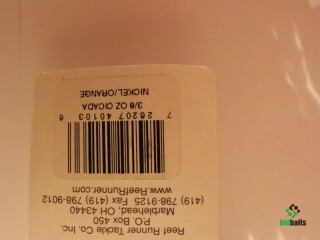 Reef Runner Tackle Co. Inc.
P.O. Box 450
Marblehead, OH 43440
(419) 798-9125 Fax (419) 798-9012
www.ReefRunner.com
7 26207 40103 6
3/8 OZ CICADA
NICKEL/ORANGE
bidbaits